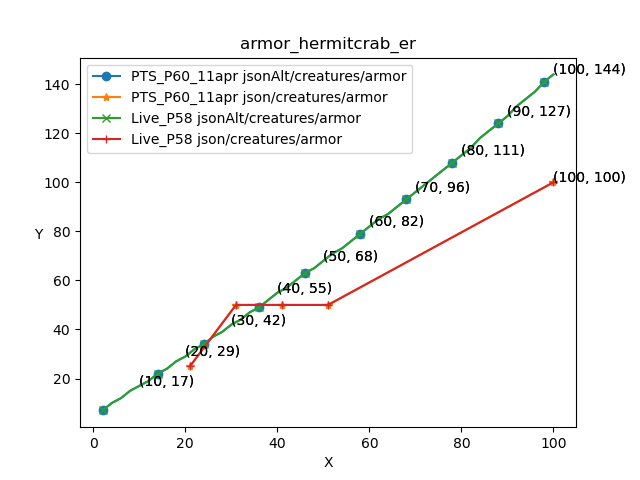 armor_hermitcrab_er
PTS_P60_11apr jsonAlt/creatures/armor
PTS_P60_11apr json/creatures/armor
Live_P58 jsonAlt/creatures/armor
Live_P58 json/creatures/armor
(100, 144)
(90, 127)
(80, 111)
(100, 100)
(70, 96)
(60, 82)
(50, 68)
(40, 55)
(30, 42)
(20, 29)
(10, 17)
Y
140
120
100
80
60
40
20
0 20 40 60 80 100
X